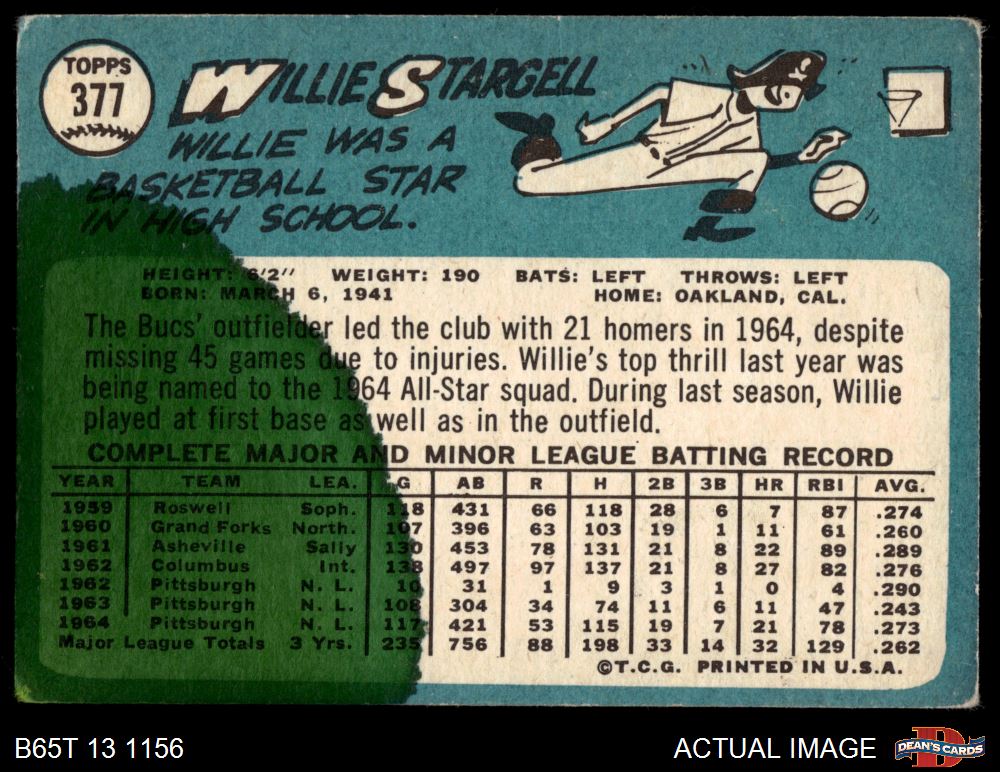 TOPPS
377
WILLIE STARGELL
WILLIE WAS A
BASKETBALL STAR
IN HIGH SCHOOL.
HEIGHT: 6'2" WEIGHT: 190 BATS: LEFT THROWS: LEFT
BORN: MARCH 6, 1941 HOME: OAKLAND, CAL.
The Bucs' outfielder led the club with 21 homers in 1964, despite
missing 45 games due to injuries. Willie's top thrill last year was
being named to the 1964 All-Star squad. During last season, Willie
played at first base as well as in the outfield.
COMPLETE MAJOR AND MINOR LEAGUE BATTING RECORD
YEAR TEAM LEA. G AB R H 2B 3B HR RBI AVG.
1959 Roswell Soph. 118 431 66 118 28 6 7 87 .274
1960 Grand Forks North. 107 396 63 103 19 1 11 61 .260
1961 Asheville Sally 130 453 78 131 21 8 22 89 .289
1962 Columbus Int. 138 497 97 137 21 8 27 82 .276
1962 Pittsburgh N. L. 10 31 1 9 3 1 0 4 .290
1963 Pittsburgh N. L. 108 304 34 74 11 6 11 47 .243
1964 Pittsburgh N. L. 117 421 53 115 19 7 21 78 .273
Major League Totals 3 Yrs. 235 756 88 198 33 14 32 129 .262
©T.C.G. PRINTED IN U.S.A.
B65T 13 1156 ACTUAL IMAGE DEAN'S CARDS